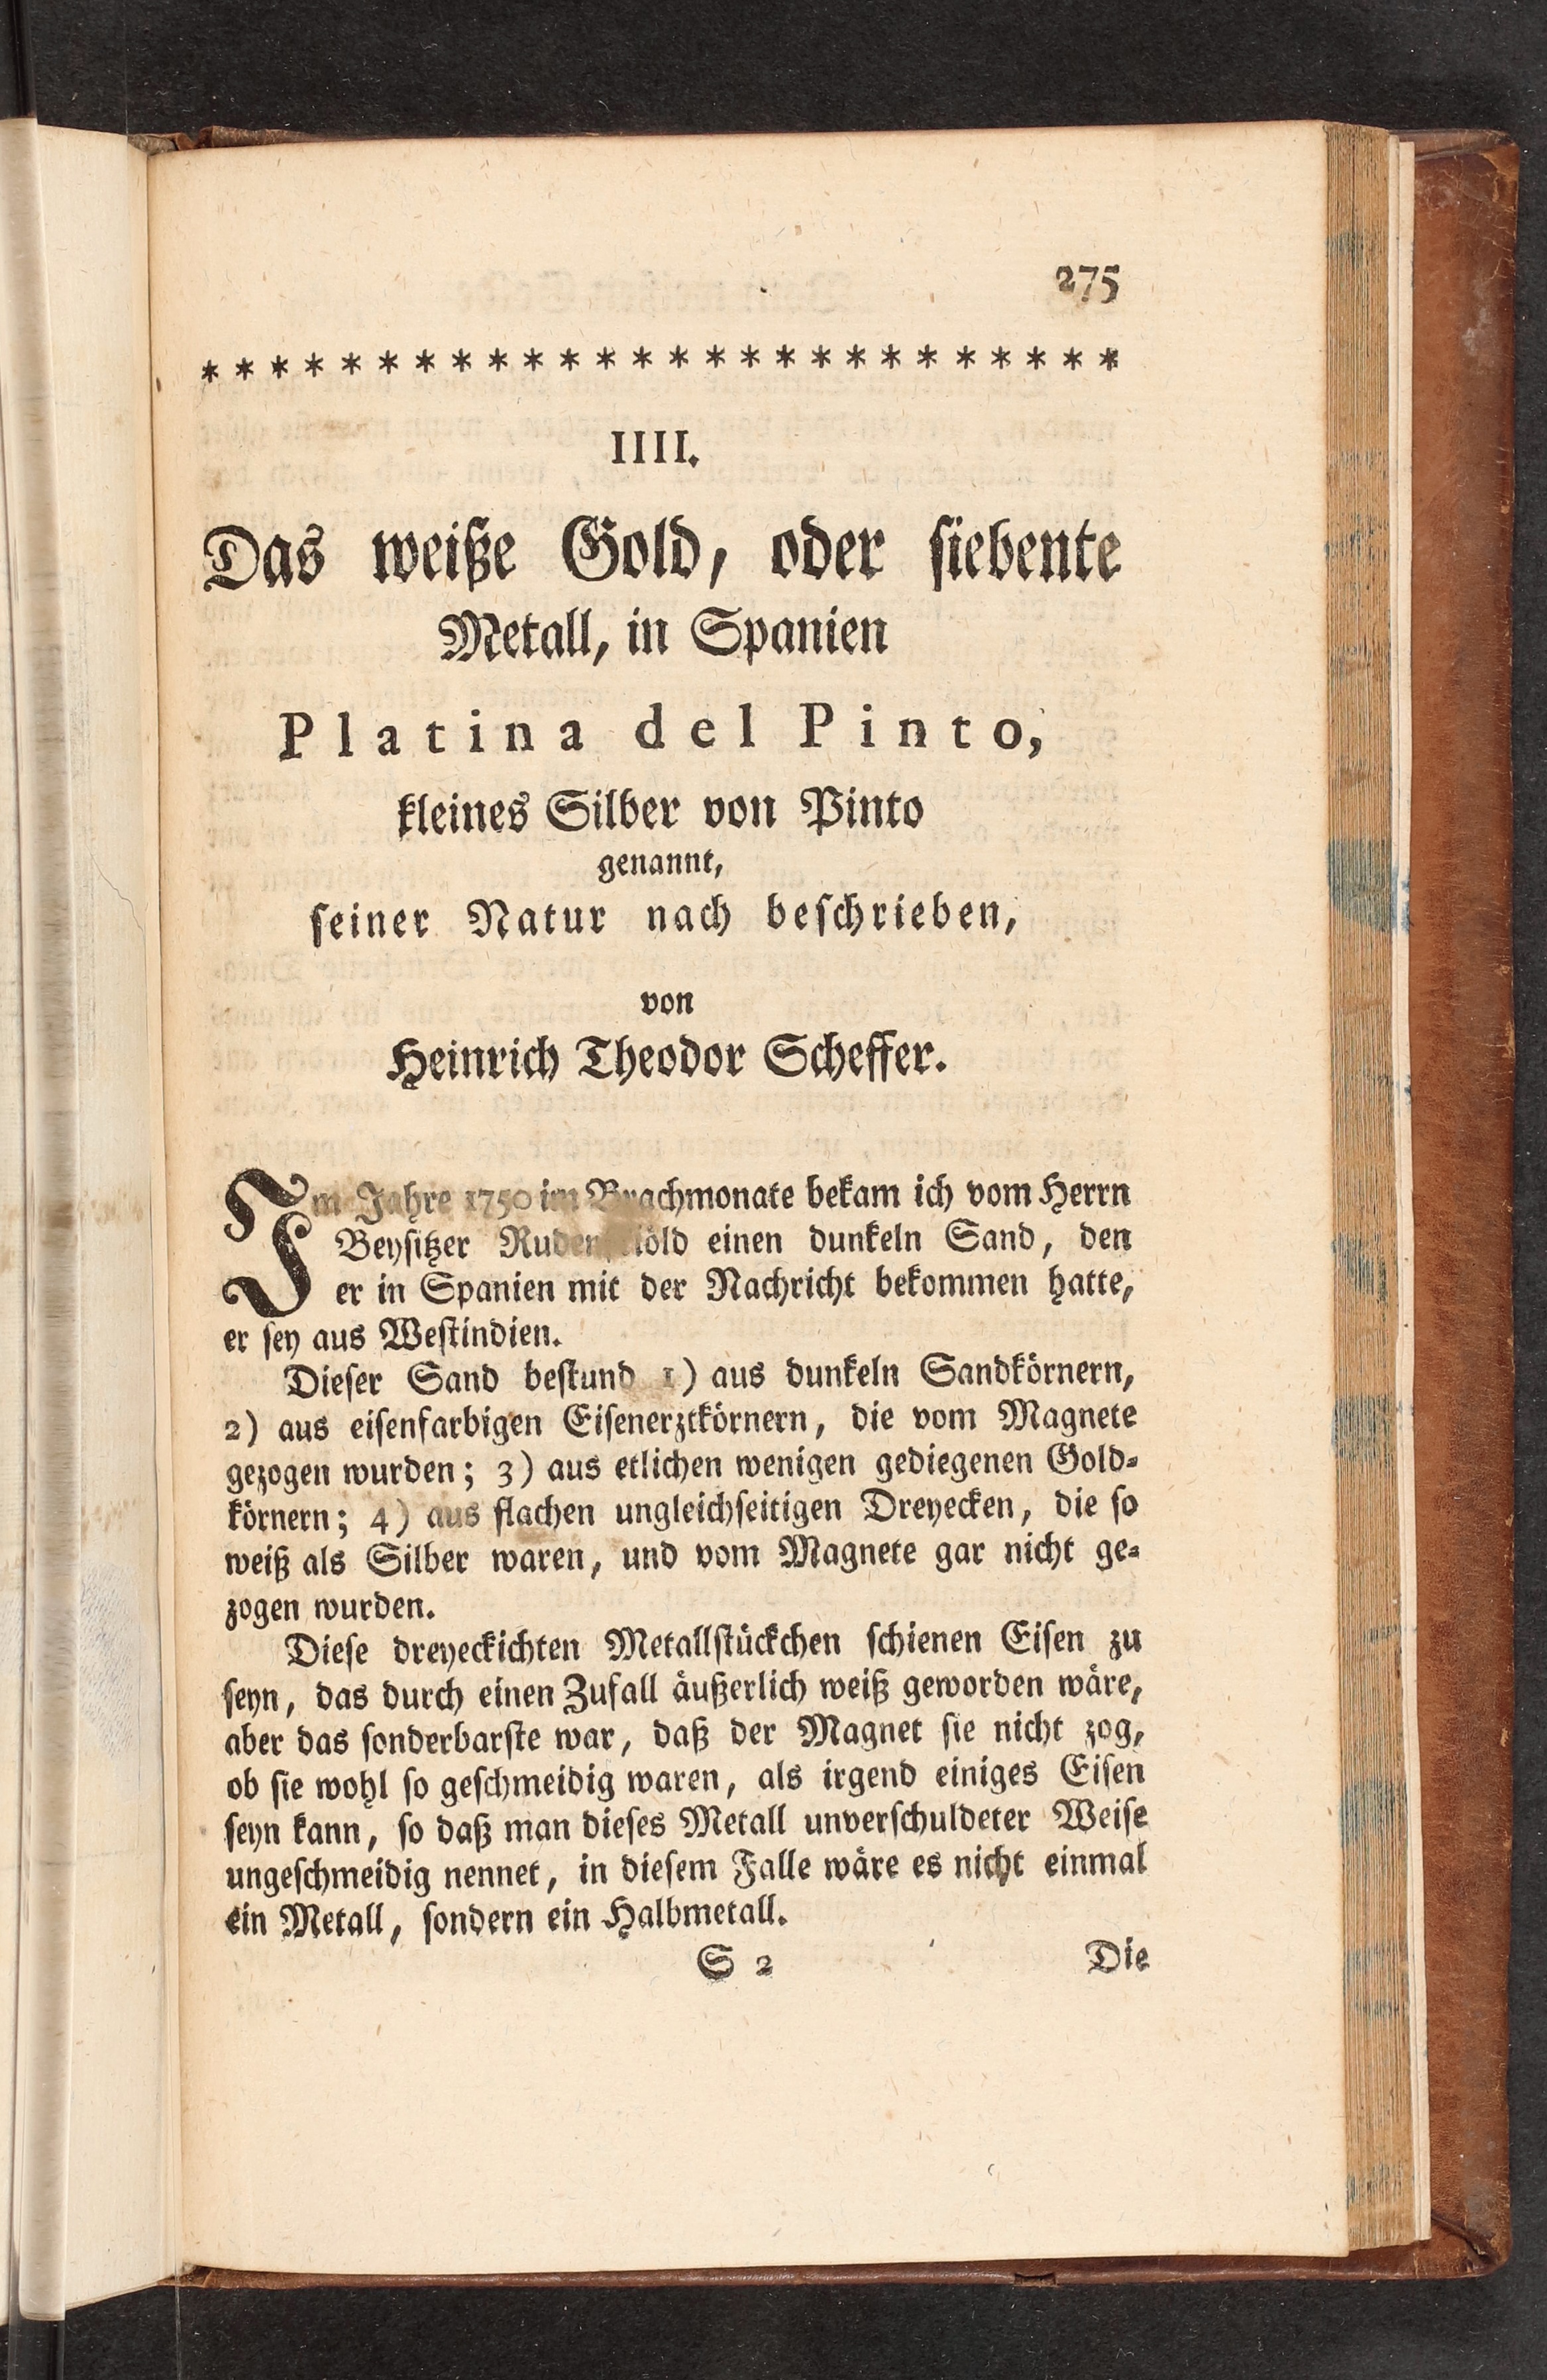 275
* * * * * * * * * * * * * * * * * * * * * * * * * *
IIII.
Das weiße Gold, oder siebente
Metall, in Spanien
Platina del Pinto,
kleines Silber von Pinto
genannt,
seiner Natur nach beschrieben,
von
Heinrich Theodor Scheffer.
Im Jahre 1750 im Brachmonate bekam ich vom Herrn
Beysitzer einen dunkeln Sand, den
er in Spanien mit der Nachricht bekommen hatte,
er sey aus Westindien.
Dieser Sand bestund 1) aus dunkeln Sandkörnern,
2) aus eisenfarbigen Eisenerztkörnern, die vom Magnete
gezogen wurden; 3) aus etlichen wenigen gediegenen Gold-
körnern; 4) aus flachen ungleichseitigen Dreyecken, die so
weiß als Silber waren, und vom Magnete gar nicht ge-
zogen wurden.
Diese dreyeckichten Metallstückchen schienen Eisen zu
seyn, das durch einen Zufall äußerlich weiß geworden wäre,
aber das sonderbarste war, daß der Magnet sie nicht zog,
ob sie wohl so geschmeidig waren, als irgend einiges Eisen
seyn kann, so daß man dieses Metall unverschuldeter Weise
ungeschmeidig nennet, in diesem Falle wäre es nicht einmal
ein Metall, sondern ein Halbmetall.
S 2 Die